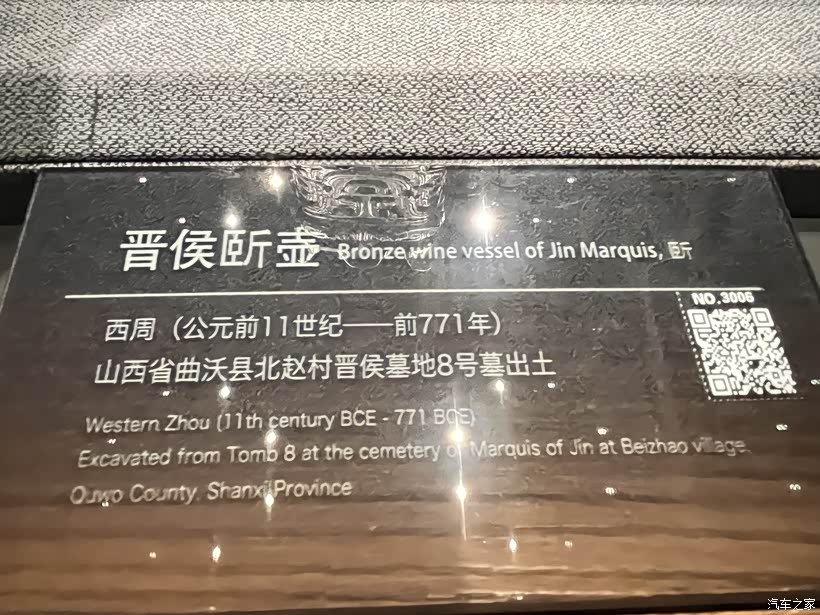 晋侯㪽壶 Bronze wine vessel of Jin Marquis, 㪽
NO.3006
西周（公元前11世纪——前771年）
山西省曲沃县北赵村晋侯墓地8号墓出土
Western Zhou (11th century BCE - 771 BCE)
Excavated from Tomb 8 at the cemetery of Marquis of Jin at Beizhao village,
Quwo County, Shanxi Province
汽车之家